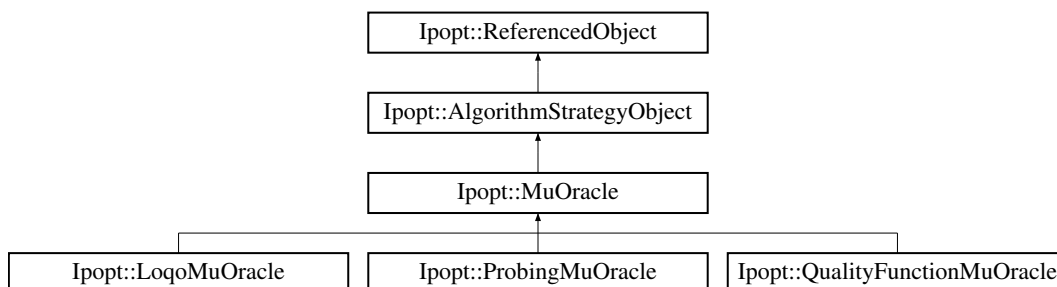 Ipopt::ReferencedObject
Ipopt::AlgorithmStrategyObject
Ipopt::MuOracle
Ipopt::LoqoMuOracle
Ipopt::ProbingMuOracle
Ipopt::QualityFunctionMuOracle